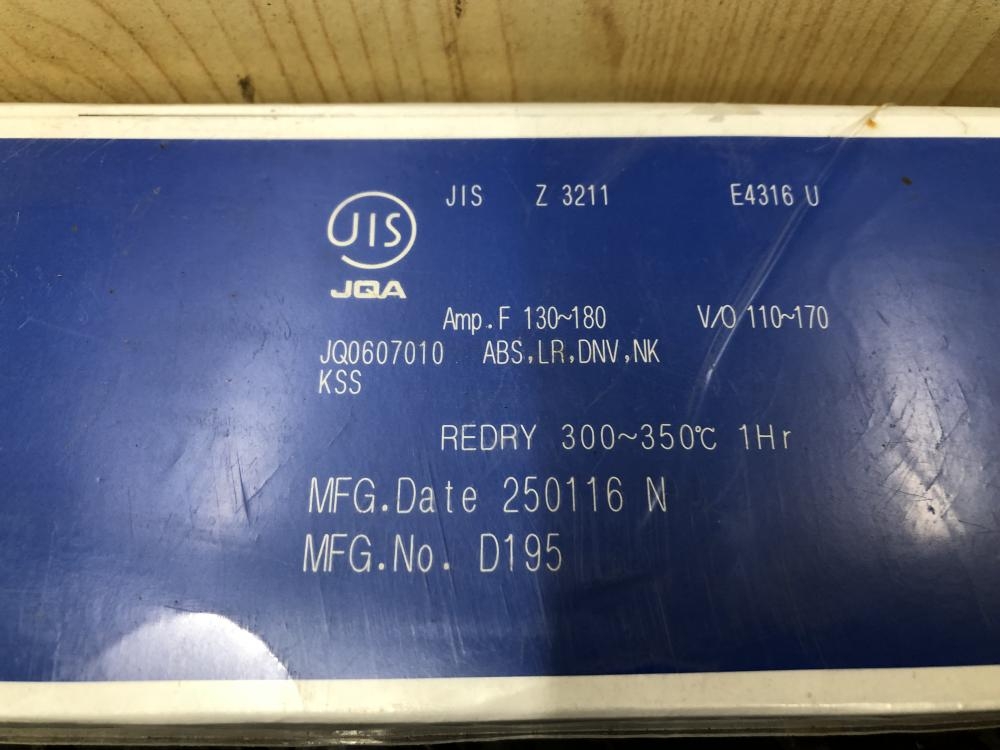 JIS Z 3211 E4316 U
JIS
JQA
Amp.F 130~180 V/O 110~170
JQ0607010 ABS,LR,DNV,NK
KSS
REDRY 300~350℃ 1Hr
MFG.Date 250116 N
MFG.No. D195